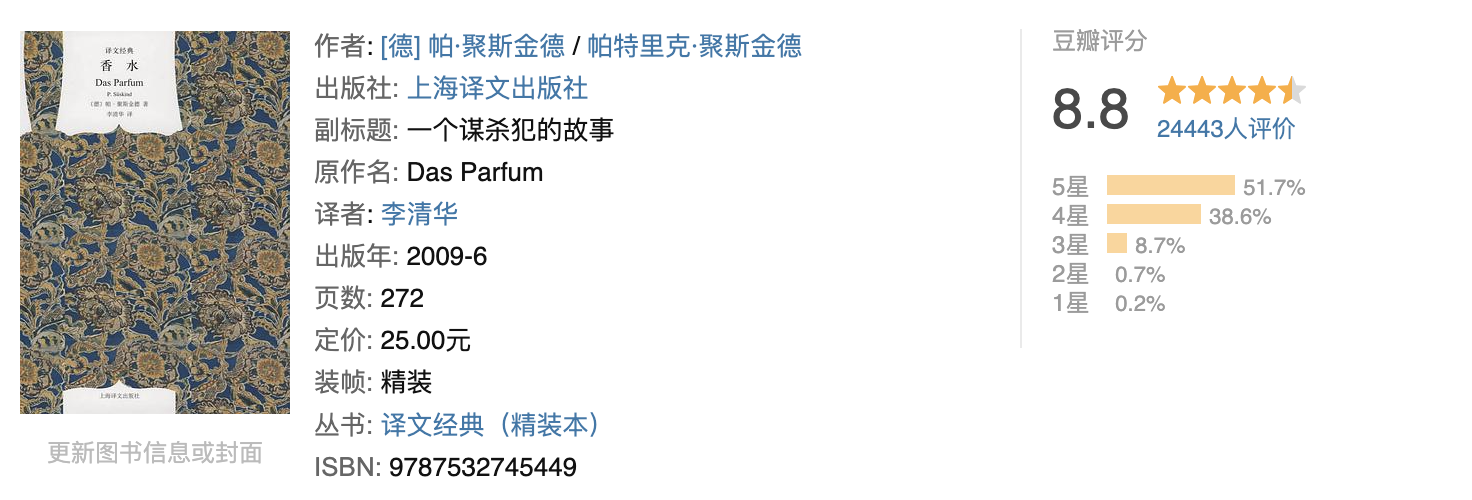 译文经典
香 水
Das Parfum
P. Süskind
〔德〕帕·聚斯金德 著
李清华 译
上海译文出版社
更新图书信息或封面
作者: [德] 帕·聚斯金德 / 帕特里克·聚斯金德
出版社: 上海译文出版社
副标题: 一个谋杀犯的故事
原作名: Das Parfum
译者: 李清华
出版年: 2009-6
页数: 272
定价: 25.00元
装帧: 精装
丛书: 译文经典（精装本）
ISBN: 9787532745449
豆瓣评分
8.8
24443人评价
5星 51.7%
4星 38.6%
3星 8.7%
2星 0.7%
1星 0.2%